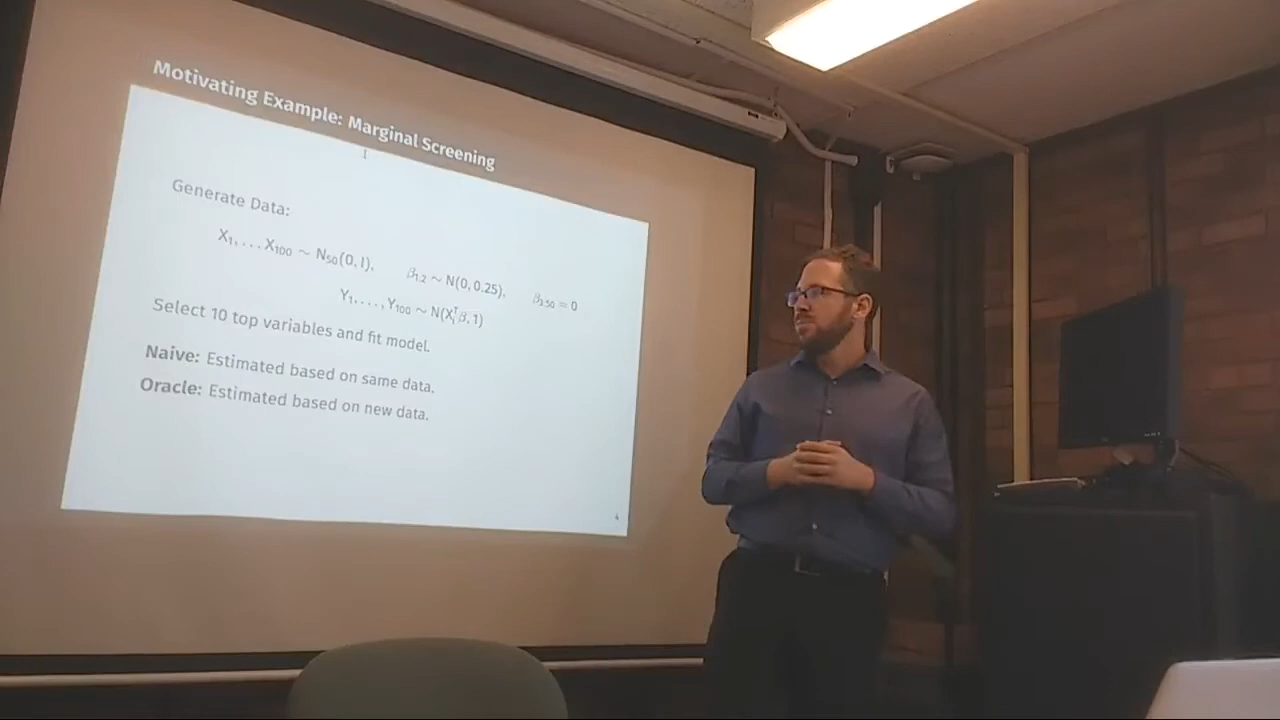 Motivating Example: Marginal Screening
Generate Data:
X₁, . . . X₁₀₀ ∼ N₅₀(0, I), β₁:₂ ∼ N(0, 0.25), β₃:₅₀ = 0
Y₁, . . . , Y₁₀₀ ∼ N(Xᵢᵀβ, 1)
Select 10 top variables and fit model.
Naive: Estimated based on same data.
Oracle: Estimated based on new data.
4